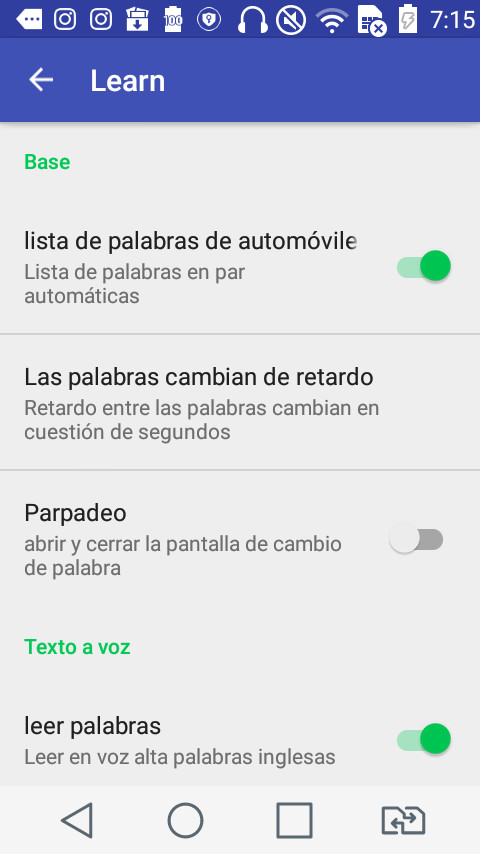 100
7:15
Learn
Base
lista de palabras de automóvile
Lista de palabras en par
automáticas
Las palabras cambian de retardo
Retardo entre las palabras cambian en
cuestión de segundos
Parpadeo
abrir y cerrar la pantalla de cambio
de palabra
Texto a voz
leer palabras
Leer en voz alta palabras inglesas